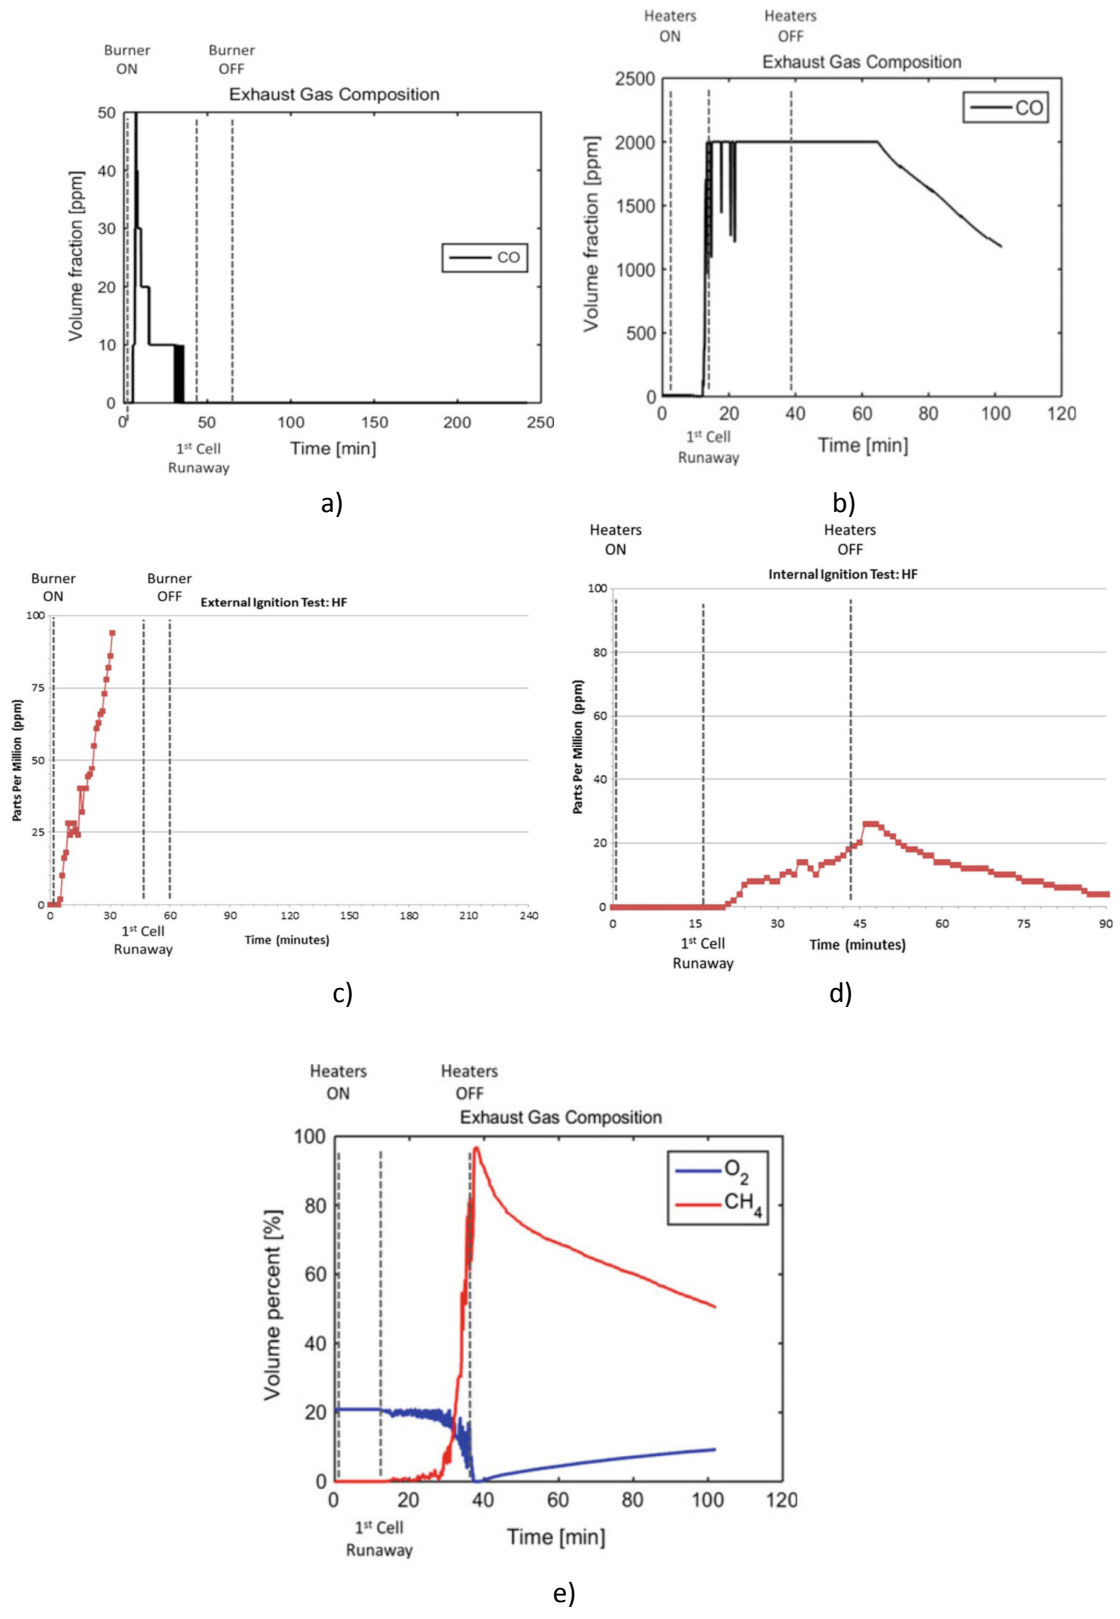 Burner
ON
Burner
OFF
Exhaust Gas Composition
50
40
30
20
10
0
Volume fraction [ppm]
CO
0
50
100
150
200
250
1st Cell
Runaway
Time [min]
a)
Heaters
ON
Heaters
OFF
Exhaust Gas Composition
2500
2000
1500
1000
500
0
Volume fraction [ppm]
CO
0
20
40
60
80
100
120
1st Cell
Runaway
Time [min]
b)
Burner
ON
Burner
OFF
External Ignition Test: HF
100
75
50
25
0
Parts Per Million (ppm)
0
30
60
90
120
150
180
210
240
1st Cell
Runaway
Time (minutes)
c)
Heaters
ON
Heaters
OFF
Internal Ignition Test: HF
100
80
60
40
20
0
Parts Per Million (ppm)
0
15
30
45
60
75
90
1st Cell
Runaway
Time (minutes)
d)
Heaters
ON
Heaters
OFF
Exhaust Gas Composition
100
80
60
40
20
0
Volume percent [%]
O2
CH4
0
20
40
60
80
100
120
1st Cell
Runaway
Time [min]
e)